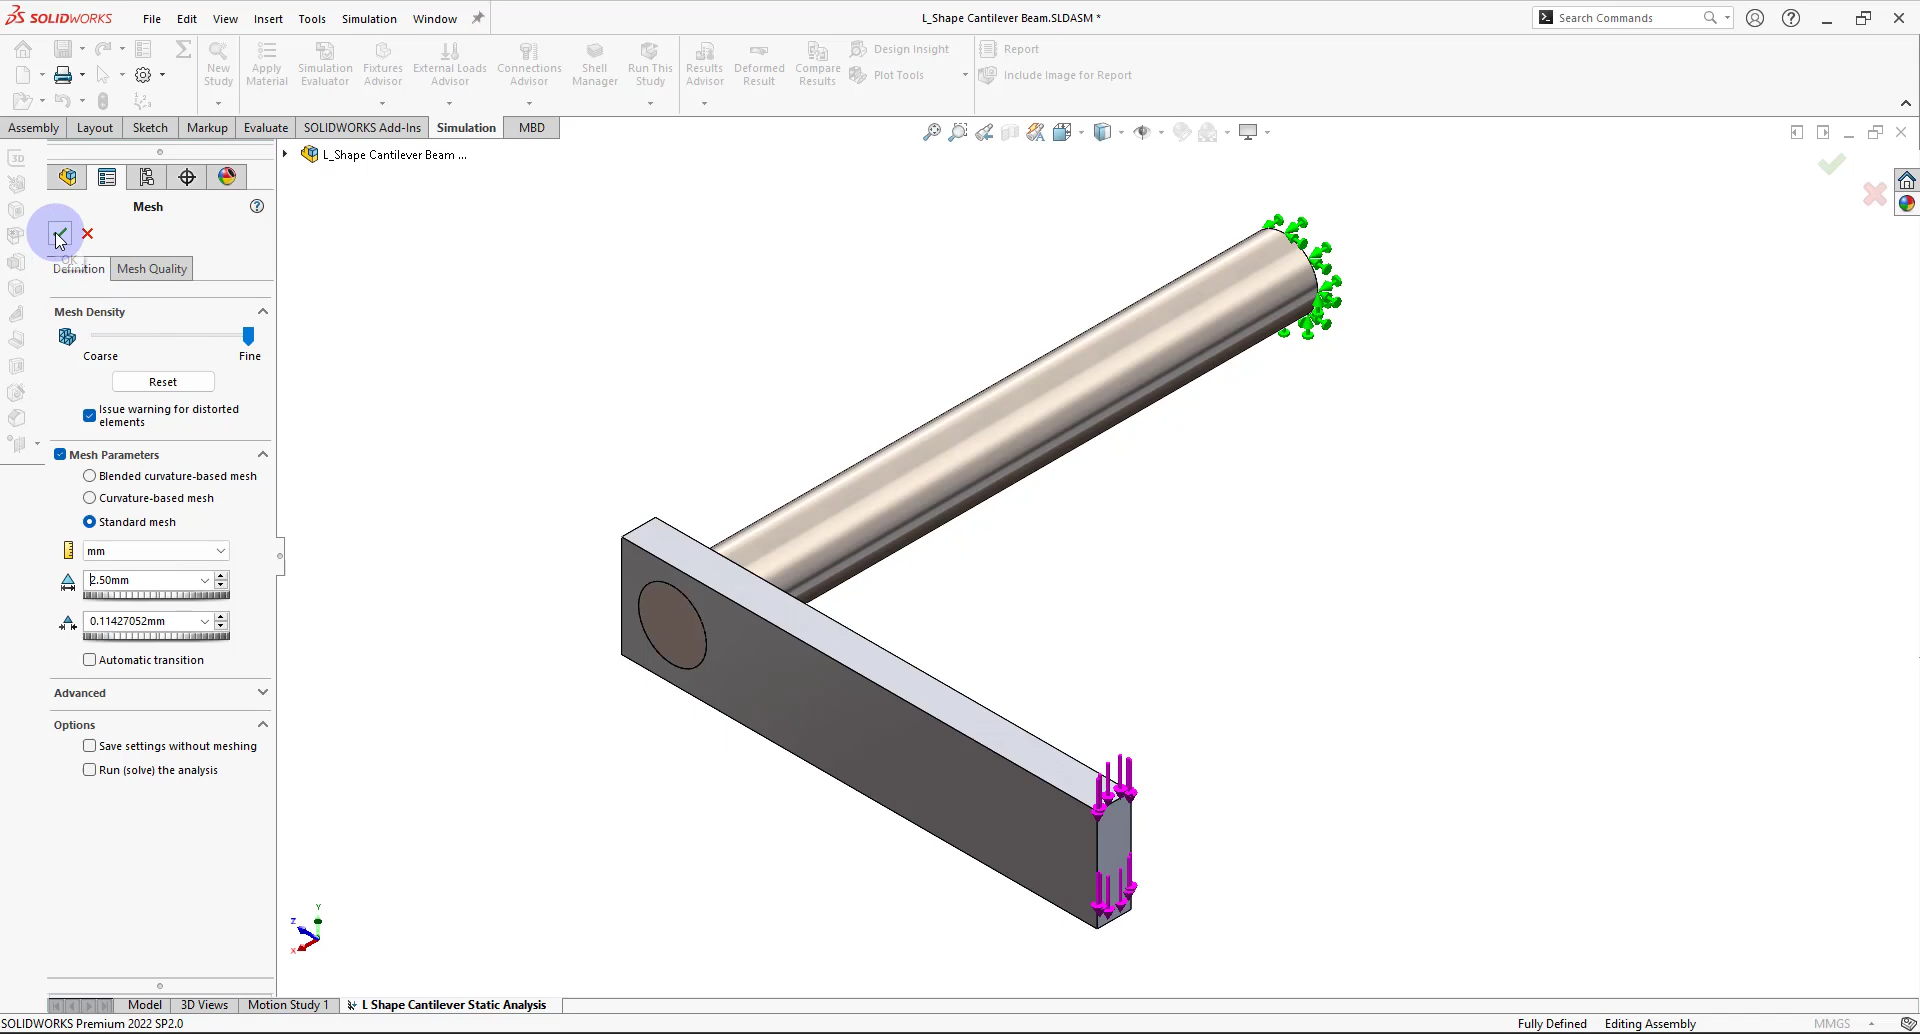 SOLIDWORKS File Edit View Insert Tools Simulation Window L_Shape Cantilever Beam.SLDASM * Search Commands
New Study
Apply Material
Simulation Evaluator
Fixtures Advisor
External Loads Advisor
Connections Advisor
Shell Manager
Run This Study
Results Advisor
Deformed Result
Compare Results
Design Insight
Plot Tools
Report
Include Image for Report
Assembly Layout Sketch Markup Evaluate SOLIDWORKS Add-Ins Simulation MBD
L_Shape Cantilever Beam ...
Mesh
OK
Definition Mesh Quality
Mesh Density
Coarse Fine
Reset
Issue warning for distorted
elements
Mesh Parameters
Blended curvature-based mesh
Curvature-based mesh
Standard mesh
mm
2.50mm
0.11427052mm
Automatic transition
Advanced
Options
Save settings without meshing
Run (solve) the analysis
Y
Z
X
Model 3D Views Motion Study 1 L Shape Cantilever Static Analysis
SOLIDWORKS Premium 2022 SP2.0 Fully Defined Editing Assembly MMGS
3D